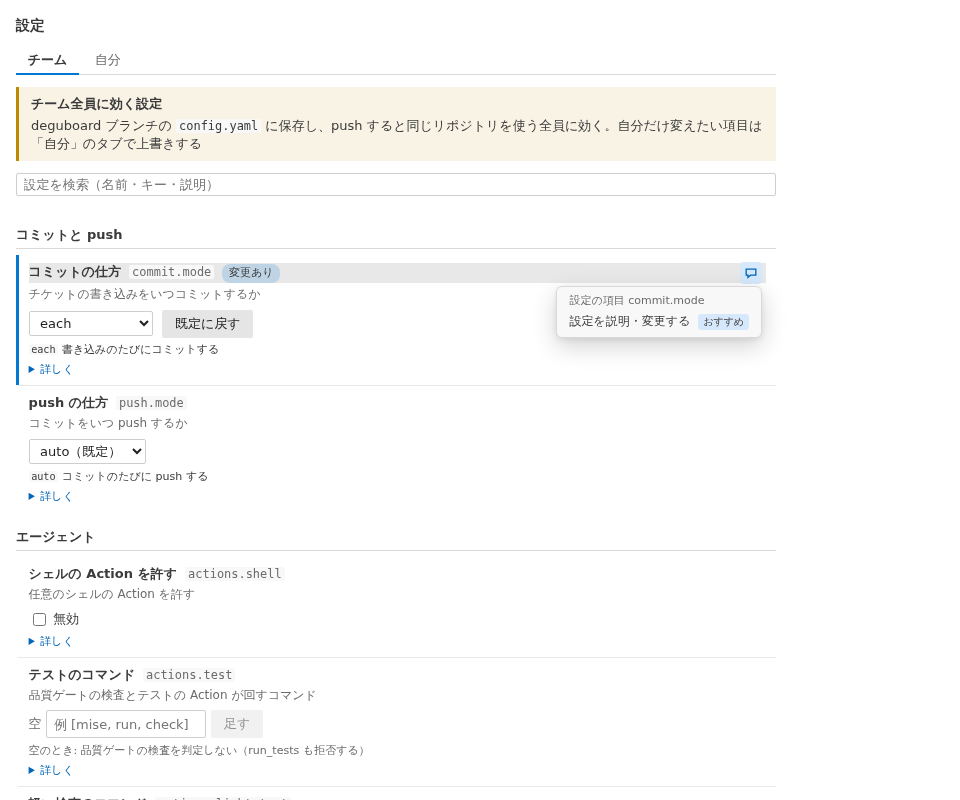 設定
チーム 自分
チーム全員に効く設定
deguboard ブランチの config.yaml に保存し、push すると同じリポジトリを使う全員に効く。自分だけ変えたい項目は
「自分」のタブで上書きする
設定を検索（名前・キー・説明）
コミットと push
コミットの仕方 commit.mode 変更あり
チケットの書き込みをいつコミットするか
設定の項目 commit.mode
設定を説明・変更する おすすめ
each 既定に戻す
each 書き込みのたびにコミットする
詳しく
push の仕方 push.mode
コミットをいつ push するか
auto（既定）
auto コミットのたびに push する
詳しく
エージェント
シェルの Action を許す actions.shell
任意のシェルの Action を許す
無効
詳しく
テストのコマンド actions.test
品質ゲートの検査とテストの Action が回すコマンド
空 例 [mise, run, check] 足す
空のとき: 品質ゲートの検査を判定しない（run_tests も拒否する）
詳しく